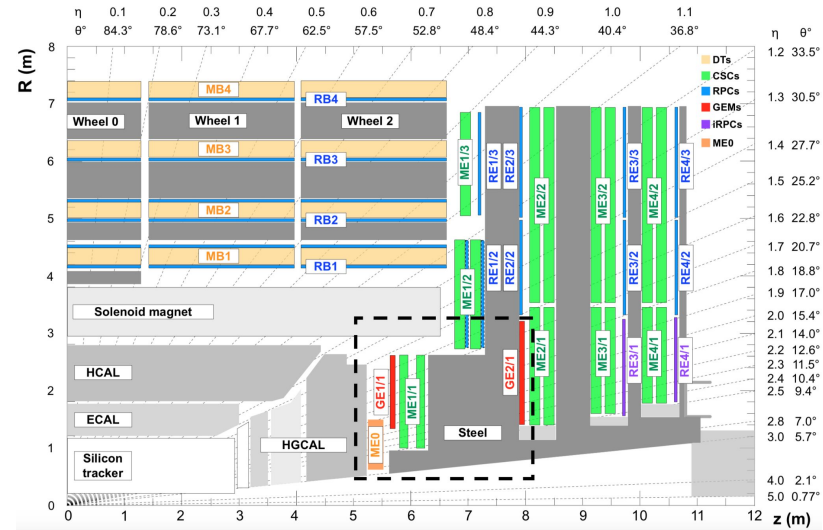 η 0.1 0.2 0.3 0.4 0.5 0.6 0.7 0.8 0.9 1.0 1.1
θ° 84.3° 78.6° 73.1° 67.7° 62.5° 57.5° 52.8° 48.4° 44.3° 40.4° 36.8° η θ°
R (m)
8
7
6
5
4
3
2
1
0
1.2 33.5°
1.3 30.5°
1.4 27.7°
1.5 25.2°
1.6 22.8°
1.7 20.7°
1.8 18.8°
1.9 17.0°
2.0 15.4°
2.1 14.0°
2.2 12.6°
2.3 11.5°
2.4 10.4°
2.5 9.4°
2.8 7.0°
3.0 5.7°
4.0 2.1°
5.0 0.77°
DTs
CSCs
RPCs
GEMs
iRPCs
ME0
MB4
RB4
Wheel 0 Wheel 1 Wheel 2
MB3
RB3
MB2
RB2
MB1
RB1
Solenoid magnet
HCAL
ECAL
Silicon
tracker
HGCAL
Steel
ME0
GE1/1
ME1/1
ME1/2
ME1/3
RE1/3
RE2/3
RE1/2
RE2/2
GE2/1
ME2/1
ME2/2
ME3/2
ME3/1
RE3/3
RE3/2
RE3/1
ME4/2
ME4/1
RE4/3
RE4/2
RE4/1
0 1 2 3 4 5 6 7 8 9 10 11 12
z (m)